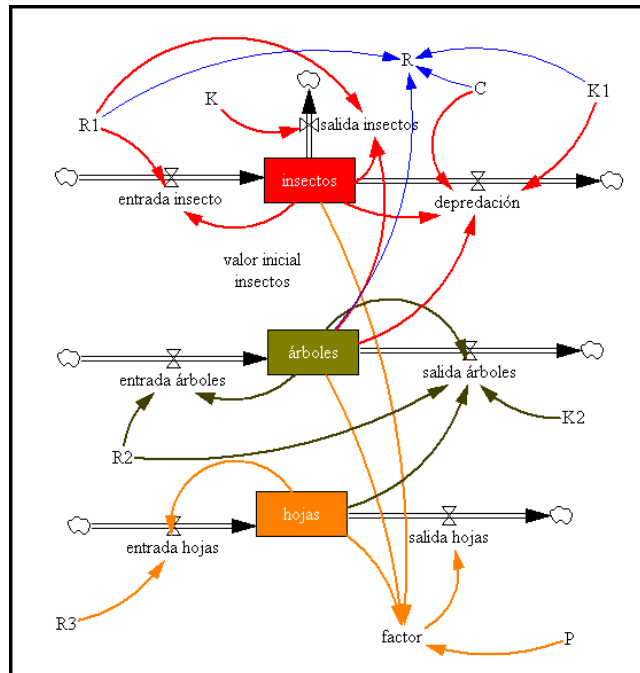 R
C
K1
K
R1
salida insectos
insectos
entrada insecto
depredación
valor inicial
insectos
árboles
entrada árboles
salida árboles
K2
R2
hojas
entrada hojas
salida hojas
R3
factor
P